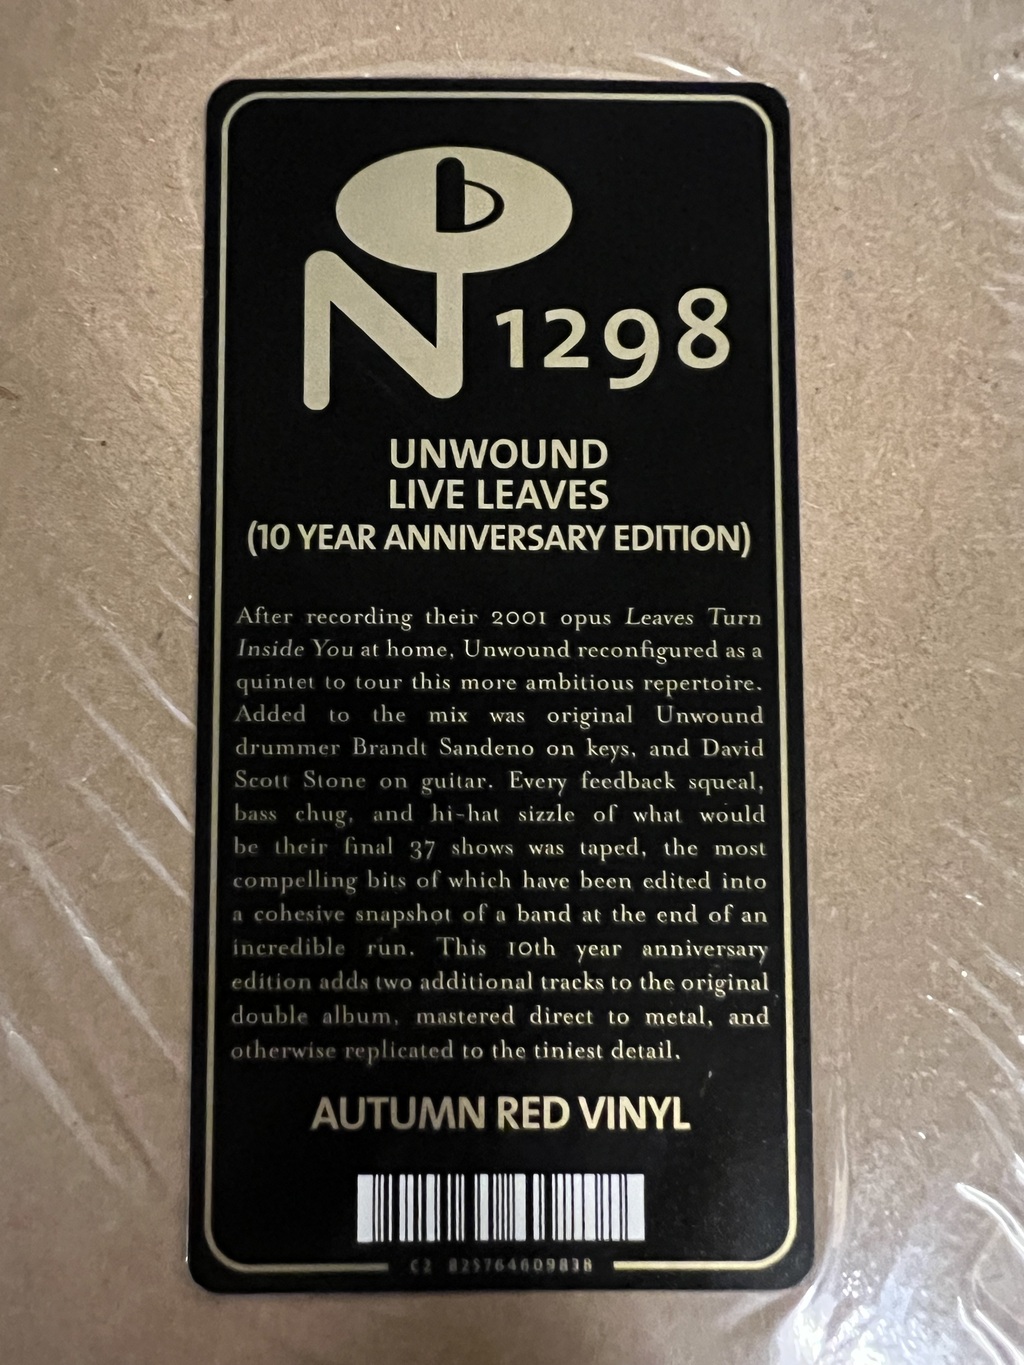 N b 1298
UNWOUND
LIVE LEAVES
(10 YEAR ANNIVERSARY EDITION)
After recording their 2001 opus Leaves Turn
Inside You at home, Unwound reconfigured as a
quintet to tour this more ambitious repertoire.
Added to the mix was original Unwound
drummer Brandt Sandeno on keys, and David
Scott Stone on guitar. Every feedback squeal,
bass chug, and hi-hat sizzle of what would
be their final 37 shows was taped, the most
compelling bits of which have been edited into
a cohesive snapshot of a band at the end of an
incredible run. This 10th year anniversary
edition adds two additional tracks to the original
double album, mastered direct to metal, and
otherwise replicated to the tiniest detail.
AUTUMN RED VINYL
C2 825764609838